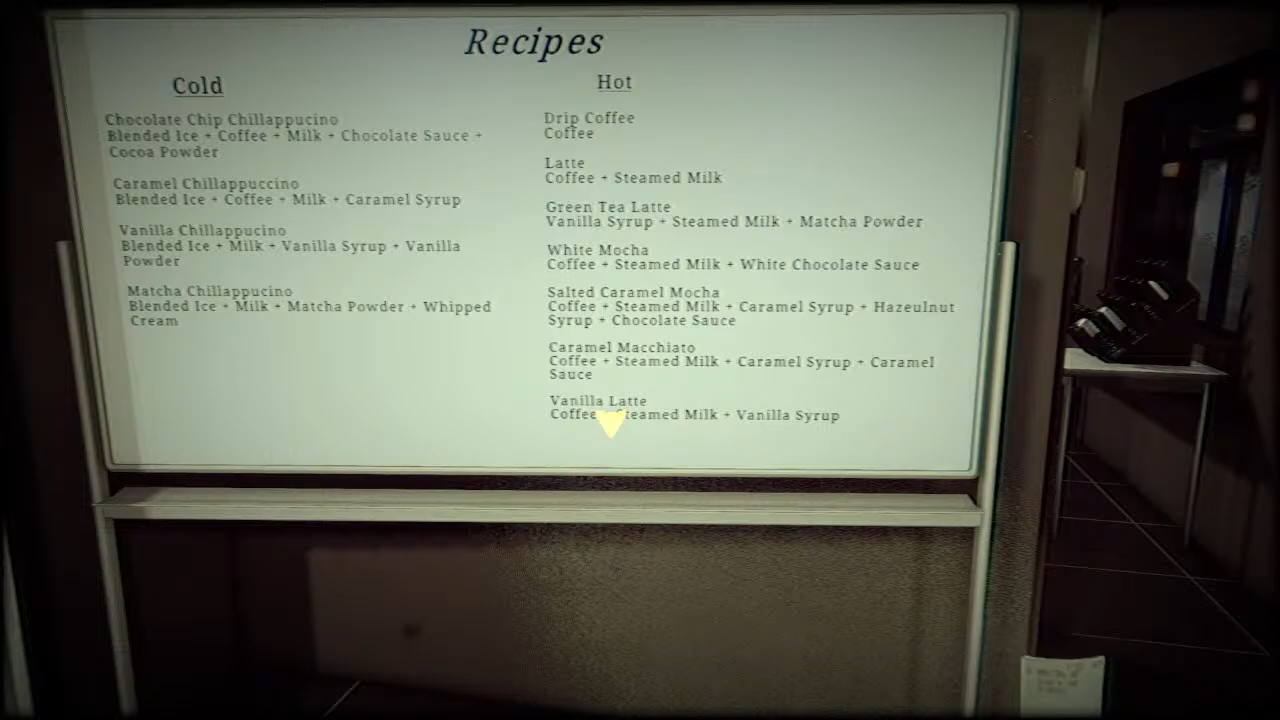 Recipes
Cold
Chocolate Chip Chillappucino
Blended Ice + Coffee + Milk + Chocolate Sauce +
Cocoa Powder
Caramel Chillappuccino
Blended Ice + Coffee + Milk + Caramel Syrup
Vanilla Chillappucino
Blended Ice + Milk + Vanilla Syrup + Vanilla
Powder
Matcha Chillappucino
Blended Ice + Milk + Matcha Powder + Whipped
Cream
Hot
Drip Coffee
Coffee
Latte
Coffee + Steamed Milk
Green Tea Latte
Vanilla Syrup + Steamed Milk + Matcha Powder
White Mocha
Coffee + Steamed Milk + White Chocolate Sauce
Salted Caramel Mocha
Coffee + Steamed Milk + Caramel Syrup + Hazeulnut
Syrup + Chocolate Sauce
Caramel Macchiato
Coffee + Steamed Milk + Caramel Syrup + Caramel
Sauce
Vanilla Latte
Coffee + Steamed Milk + Vanilla Syrup